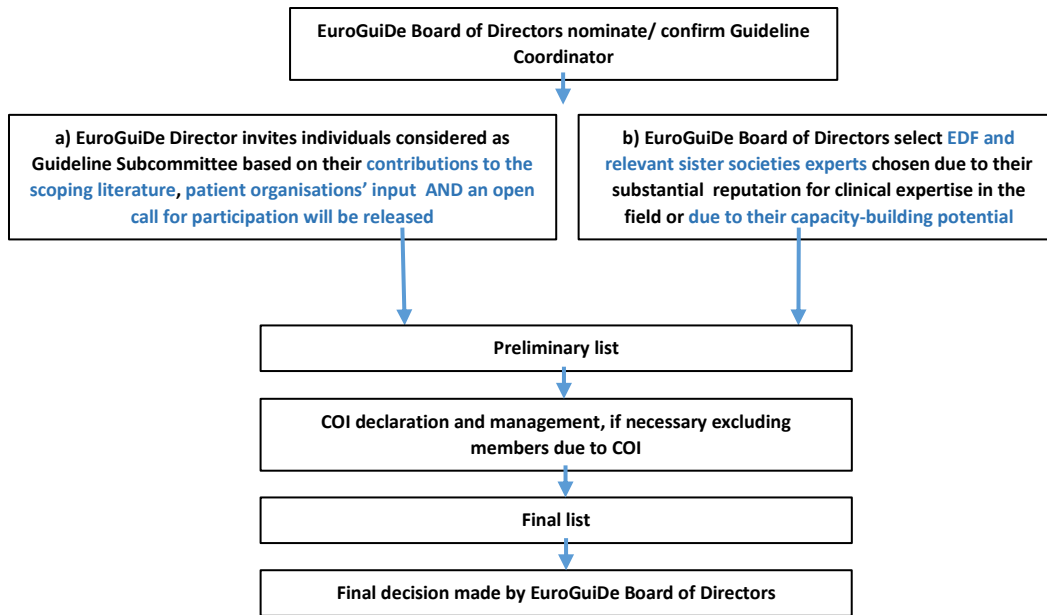 EuroGuiDe Board of Directors nominate/ confirm Guideline
Coordinator
a) EuroGuiDe Director invites individuals considered as
Guideline Subcommittee based on their contributions to the
scoping literature, patient organisations’ input AND an open
call for participation will be released
b) EuroGuiDe Board of Directors select EDF and
relevant sister societies experts chosen due to their
substantial reputation for clinical expertise in the
field or due to their capacity-building potential
Preliminary list
COI declaration and management, if necessary excluding
members due to COI
Final list
Final decision made by EuroGuiDe Board of Directors